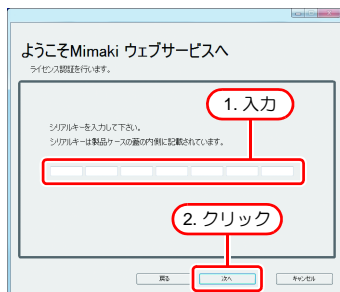 ようこそMimaki ウェブサービスへ
ライセンス認証を行います。
1. 入力
シリアルキーを入力して下さい。
シリアルキーは製品ケースの蓋の内側に記載されています。
2. クリック
戻る
次へ
キャンセル